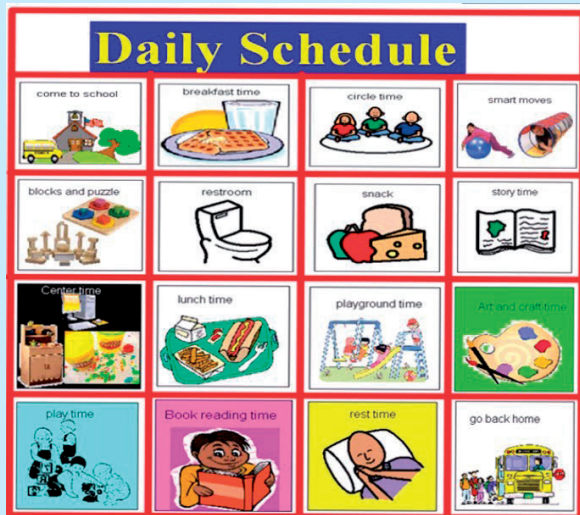 Daily Schedule
come to school
breakfast time
circle time
smart moves
blocks and puzzle
restroom
snack
story time
Center time
lunch time
playground time
Art and craft time
play time
Book reading time
rest time
go back home